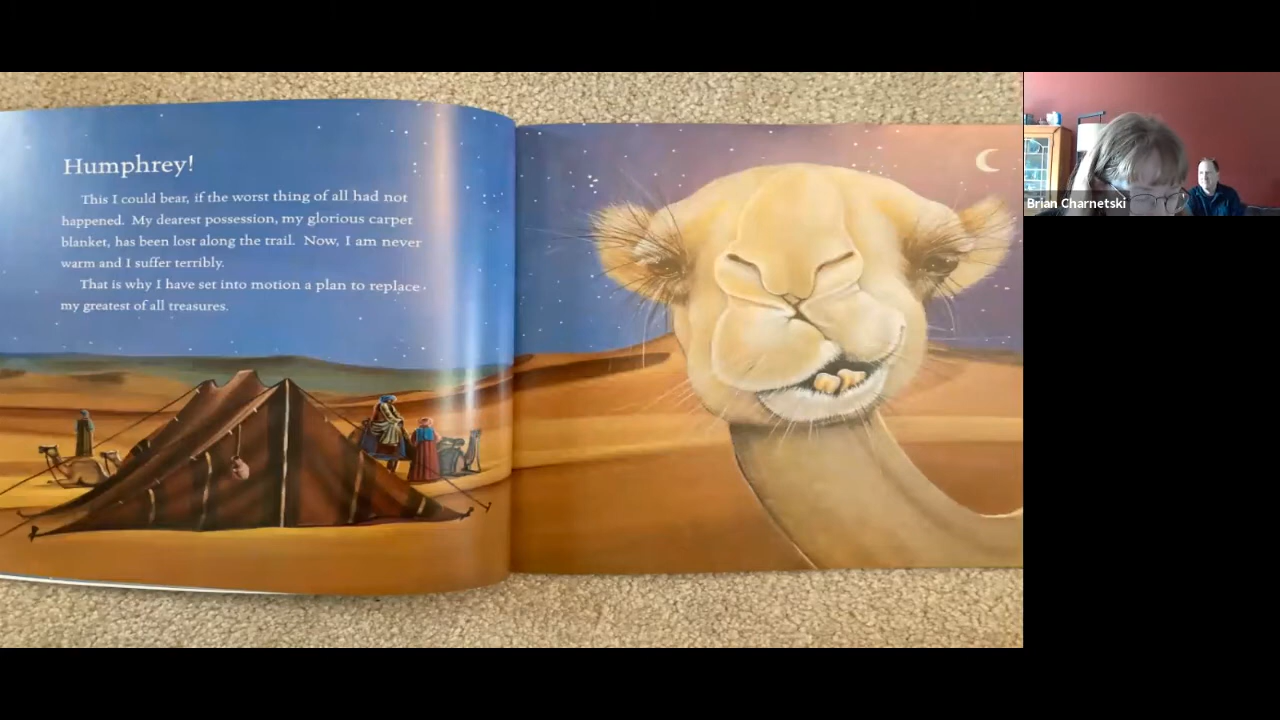 Humphrey!
This I could bear, if the worst thing of all had not
happened. My dearest possession, my glorious carpet
blanket, has been lost along the trail. Now, I am never
warm and I suffer terribly.
That is why I have set into motion a plan to replace
my greatest of all treasures.
Brian Charnetski